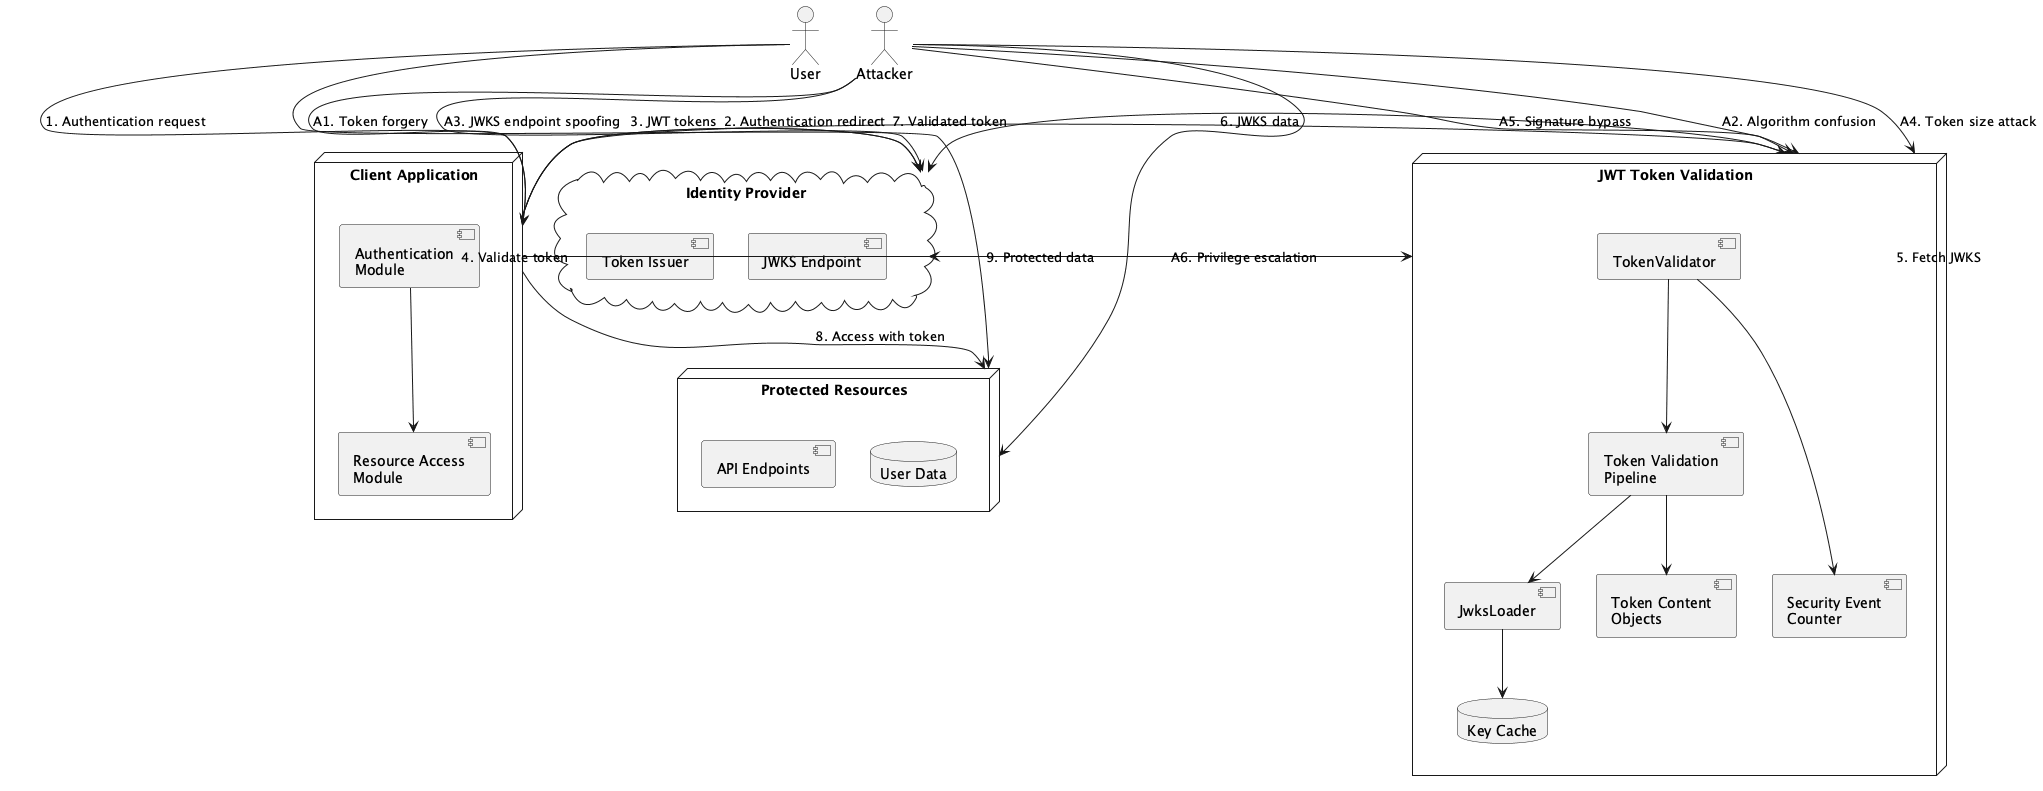 User
Attacker
1. Authentication request
A1. Token forgery
A3. JWKS endpoint spoofing
3. JWT tokens
2. Authentication redirect
7. Validated token
6. JWKS data
A5. Signature bypass
A2. Algorithm confusion
A4. Token size attack
Client Application
Identity Provider
JWT Token Validation
Authentication
Module
4. Validate token
Token Issuer
JWKS Endpoint
9. Protected data
A6. Privilege escalation
TokenValidator
5. Fetch JWKS
8. Access with token
Protected Resources
Resource Access
Module
API Endpoints
User Data
Token Validation
Pipeline
JwksLoader
Token Content
Objects
Security Event
Counter
Key Cache